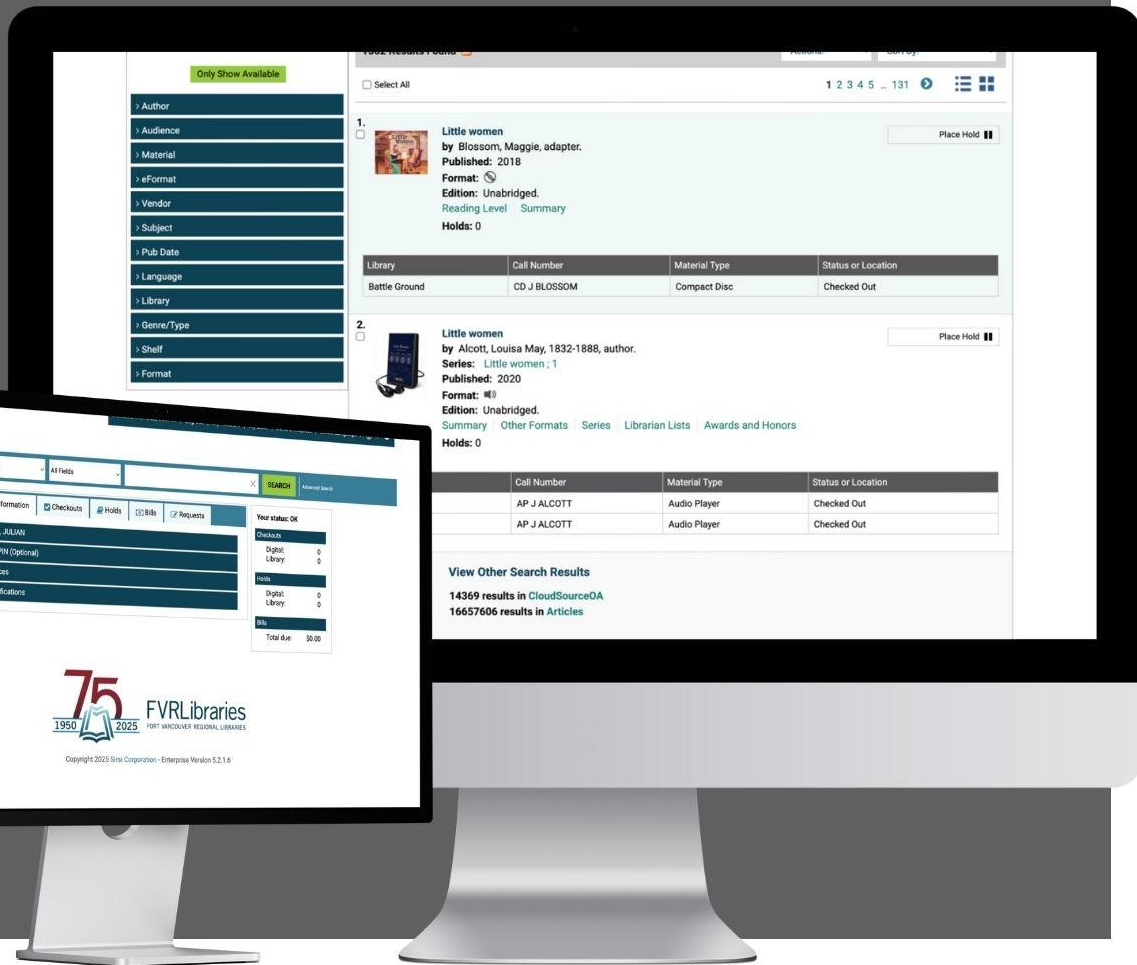 Only Show Available
› Author
› Audience
› Material
› eFormat
› Vendor
› Subject
› Pub Date
› Language
› Library
› Genre/Type
› Shelf
› Format
Results Found
Select All
1 2 3 4 5 .. 131
1.
Little women
by Blossom, Maggie, adapter.
Published: 2018
Format:
Edition: Unabridged.
Reading Level Summary
Holds: 0
Place Hold
Library Call Number Material Type Status or Location
Battle Ground CD J BLOSSOM Compact Disc Checked Out
2.
Little women
by Alcott, Louisa May, 1832-1888, author.
Series: Little women ; 1
Published: 2020
Format:
Edition: Unabridged.
Summary Other Formats Series Librarian Lists Awards and Honors
Holds: 0
Place Hold
Call Number Material Type Status or Location
AP J ALCOTT Audio Player Checked Out
AP J ALCOTT Audio Player Checked Out
View Other Search Results
14369 results in CloudSourceOA
16657606 results in Articles
All Fields SEARCH Advanced Search
Checkouts Holds Bills Requests
JULIAN
PIN (Optional)
Your status: OK
Checkouts
Digital: 0
Library: 0
Holds
Digital: 0
Library: 0
Bills
Total due: $0.00
75
1950 2025
FVRLibraries
FORT VANCOUVER REGIONAL LIBRARIES
Copyright 2025 Sirsi Corporation - Enterprise Version 5.2.1.6